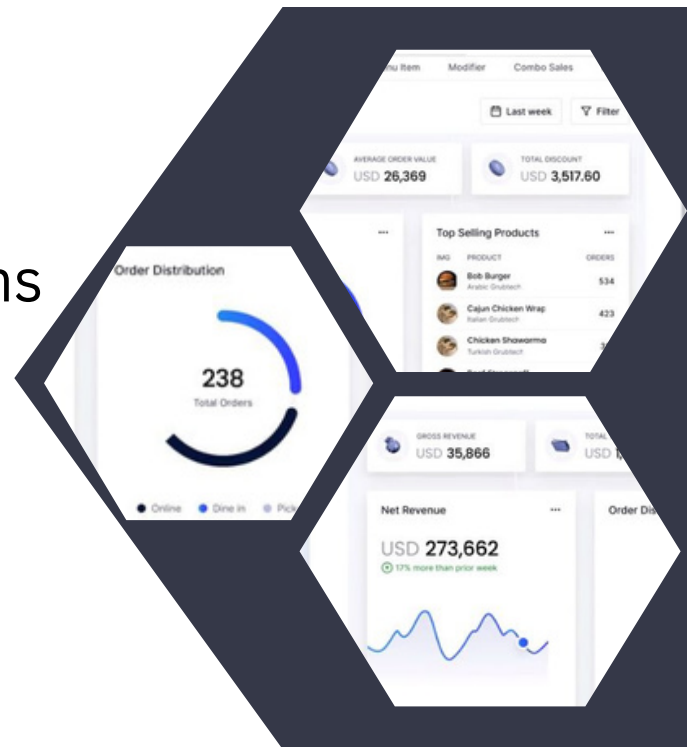 Item
Modifier
Combo Sales
Last week
Filter
AVERAGE ORDER VALUE
USD 26,369
TOTAL DISCOUNT
USD 3,517.60
Top Selling Products
IMG PRODUCT ORDERS
Bob Burger
Arabic Grubtech
534
Cajun Chicken Wrap
Italian Grubtech
423
Chicken Shawarma
Turkish Grubtech
ns
Order Distribution
238
Total Orders
Online
Dine in
Pick
GROSS REVENUE
USD 35,866
TOTAL
USD
Net Revenue
USD 273,662
17% more than prior week
Order Dis